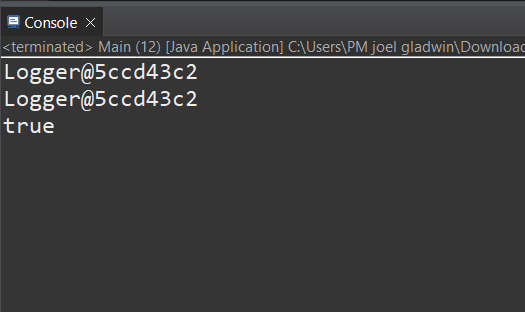 Console
<terminated> Main (12) [Java Application] C:\Users\PM joel gladwin\Download
Logger@5ccd43c2
Logger@5ccd43c2
true